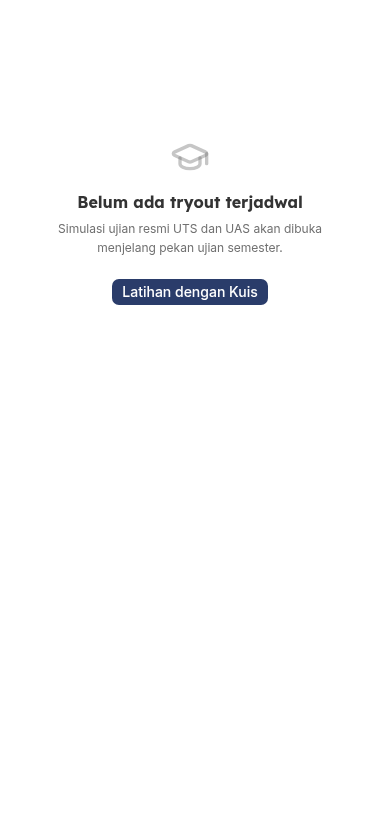 Belum ada tryout terjadwal
Simulasi ujian resmi UTS dan UAS akan dibuka
menjelang pekan ujian semester.
Latihan dengan Kuis